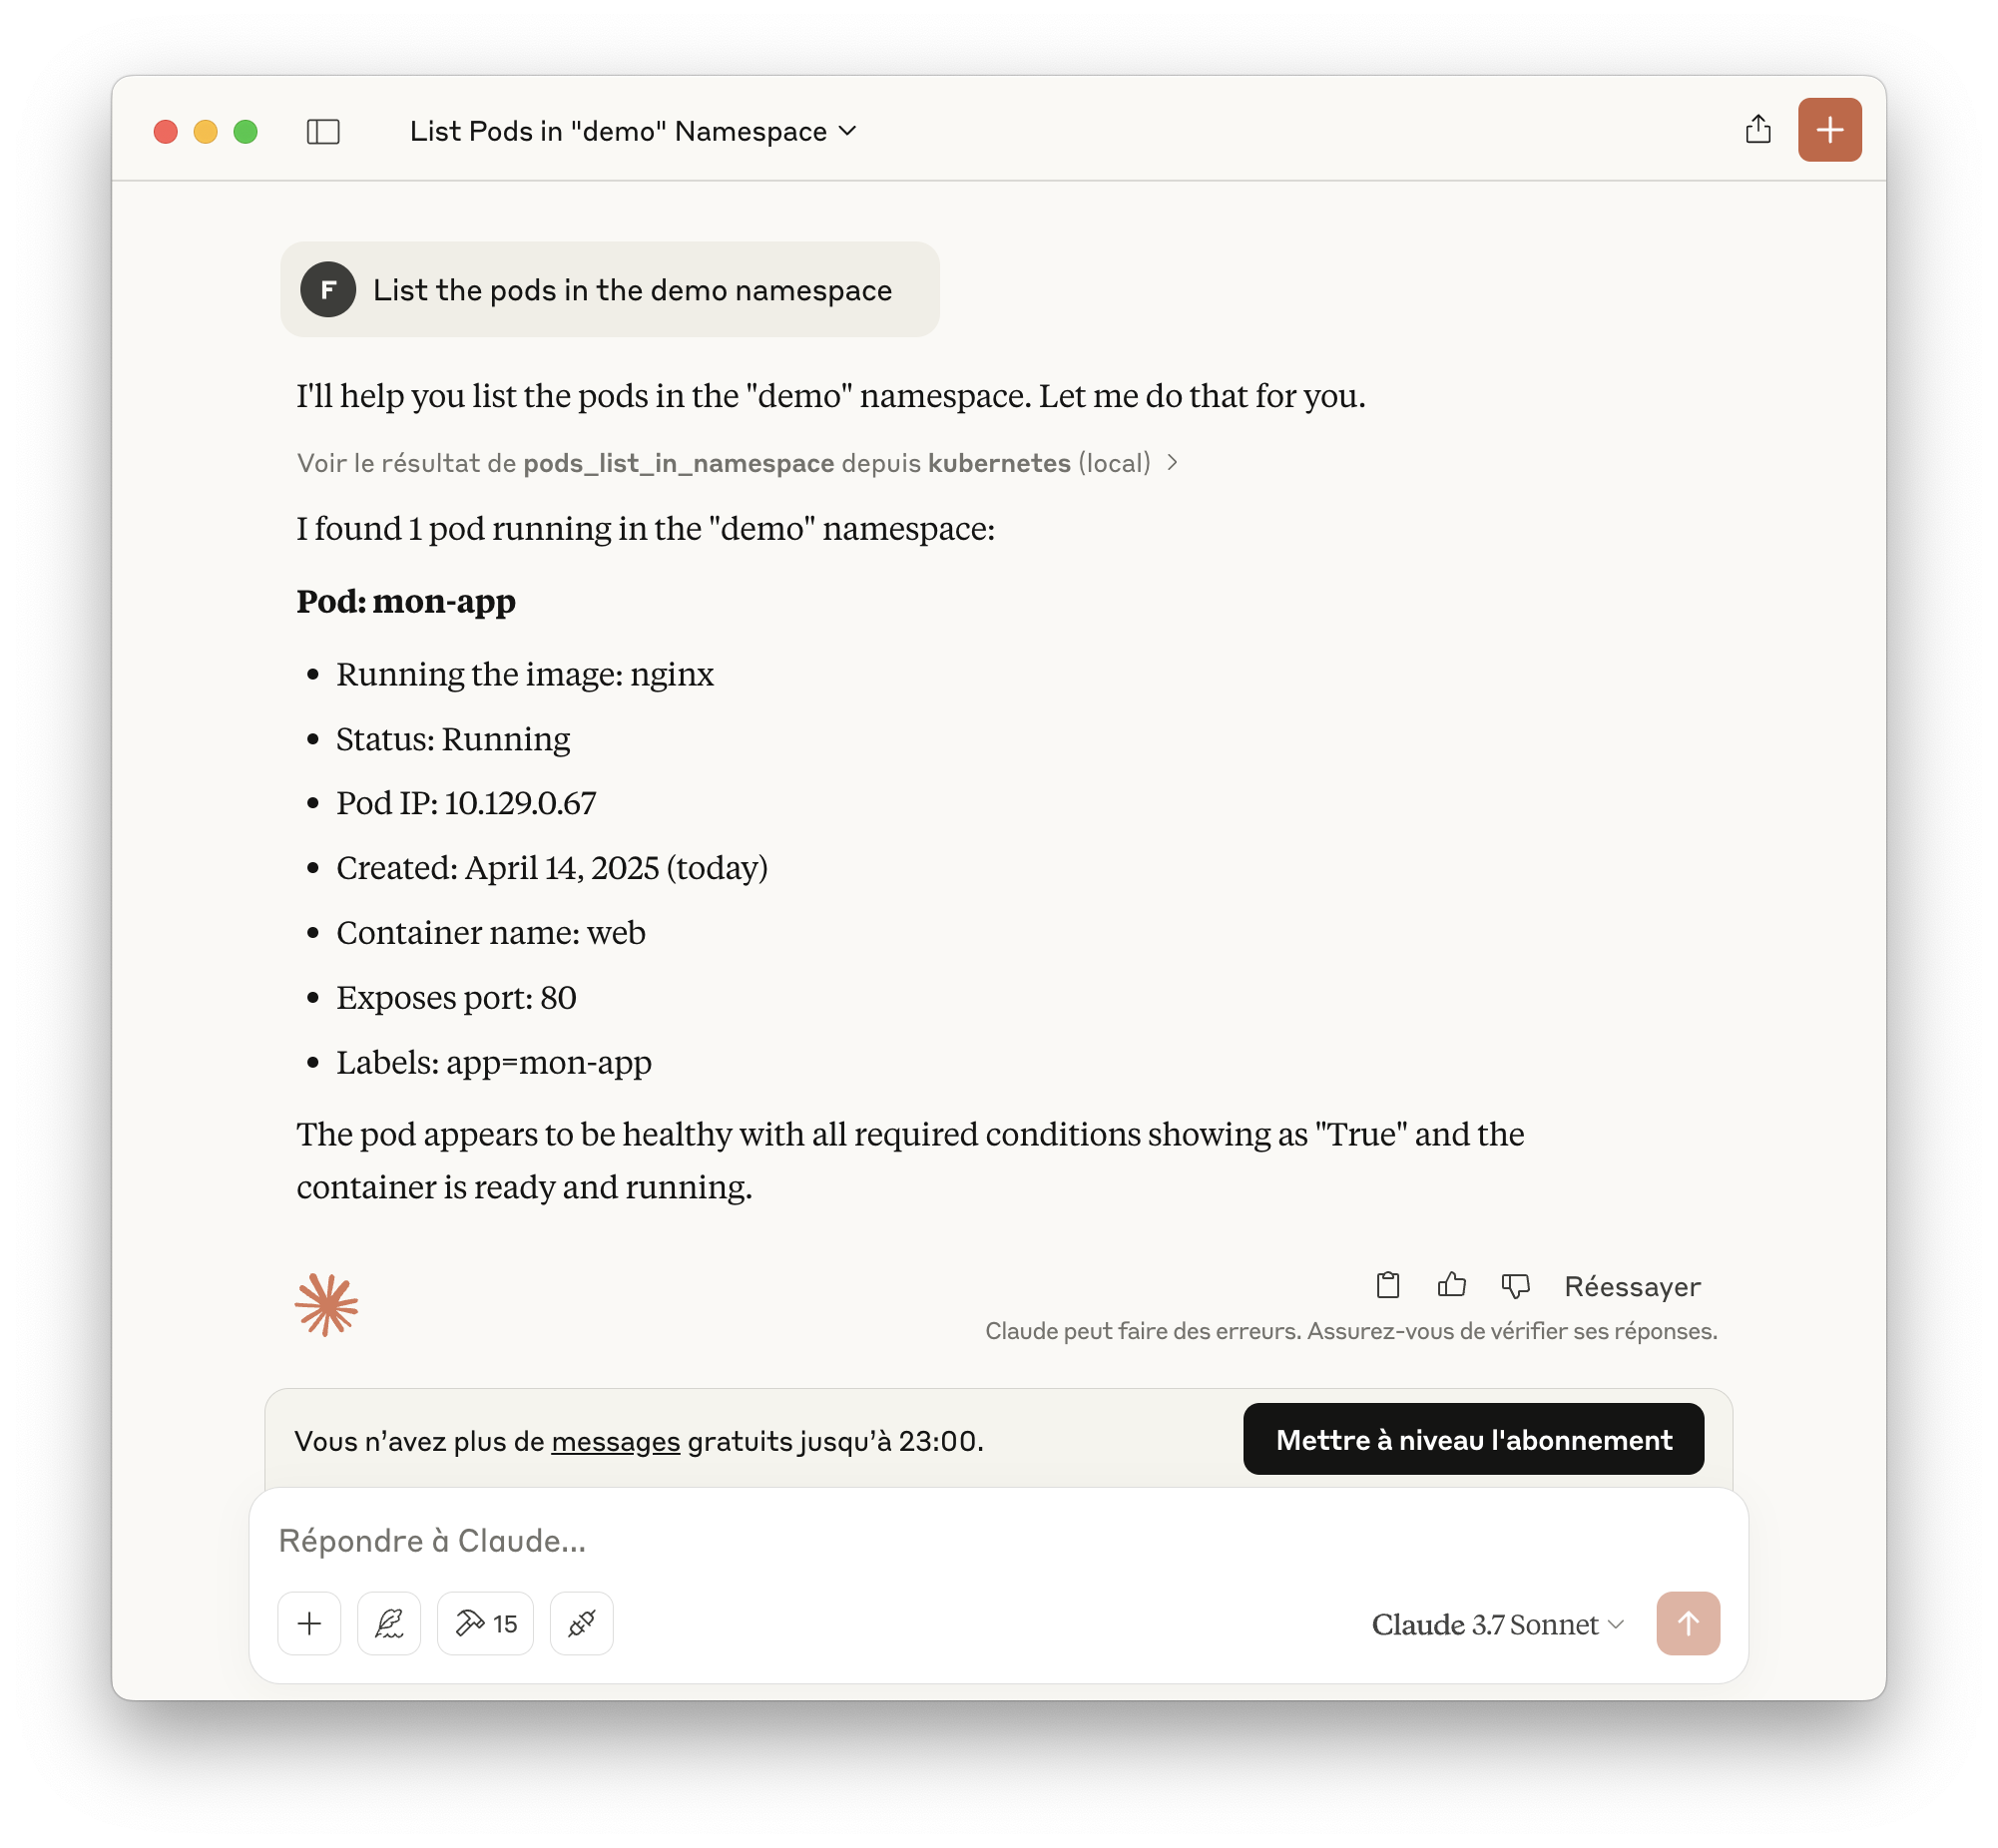 List Pods in "demo" Namespace
F
List the pods in the demo namespace
I'll help you list the pods in the "demo" namespace. Let me do that for you.
Voir le résultat de pods_list_in_namespace depuis kubernetes (local)
I found 1 pod running in the "demo" namespace:
Pod: mon-app
• Running the image: nginx
• Status: Running
• Pod IP: 10.129.0.67
• Created: April 14, 2025 (today)
• Container name: web
• Exposes port: 80
• Labels: app=mon-app
The pod appears to be healthy with all required conditions showing as "True" and the
container is ready and running.
Réessayer
Claude peut faire des erreurs. Assurez-vous de vérifier ses réponses.
Vous n’avez plus de messages gratuits jusqu’à 23:00.
Mettre à niveau l'abonnement
Répondre à Claude...
15
Claude 3.7 Sonnet